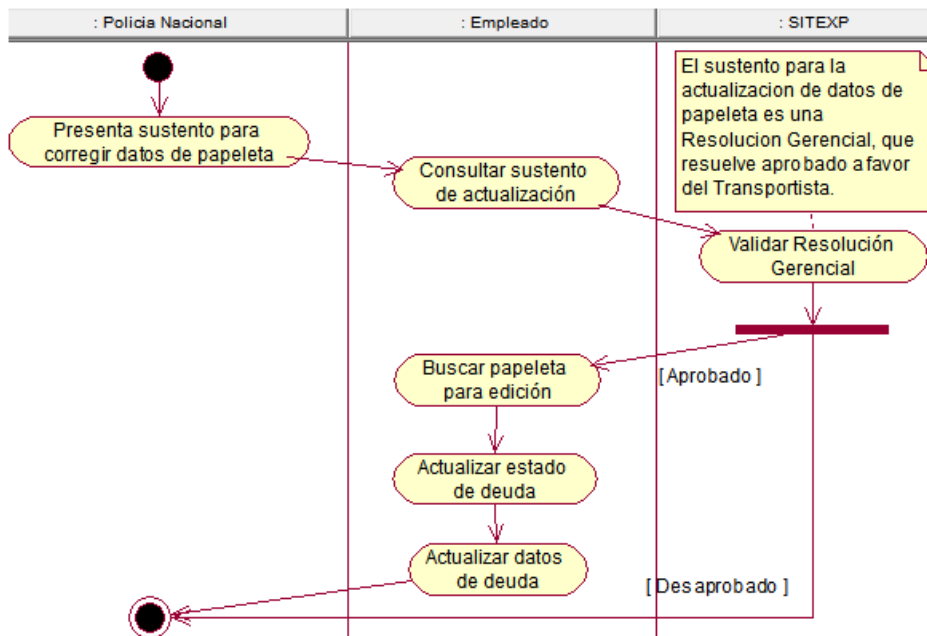 : Policia Nacional
: Empleado
: SITEXP
El sustento para la
actualizacion de datos de
papeleta es una
Resolucion Gerencial, que
resuelve aprobado a favor
del Transportista.
Presenta sustento para
corregir datos de papeleta
Consultar sustento
de actualización
Validar Resolución
Gerencial
Buscar papeleta
para edición
[ Aprobado ]
Actualizar estado
de deuda
Actualizar datos
de deuda
[ Desaprobado ]